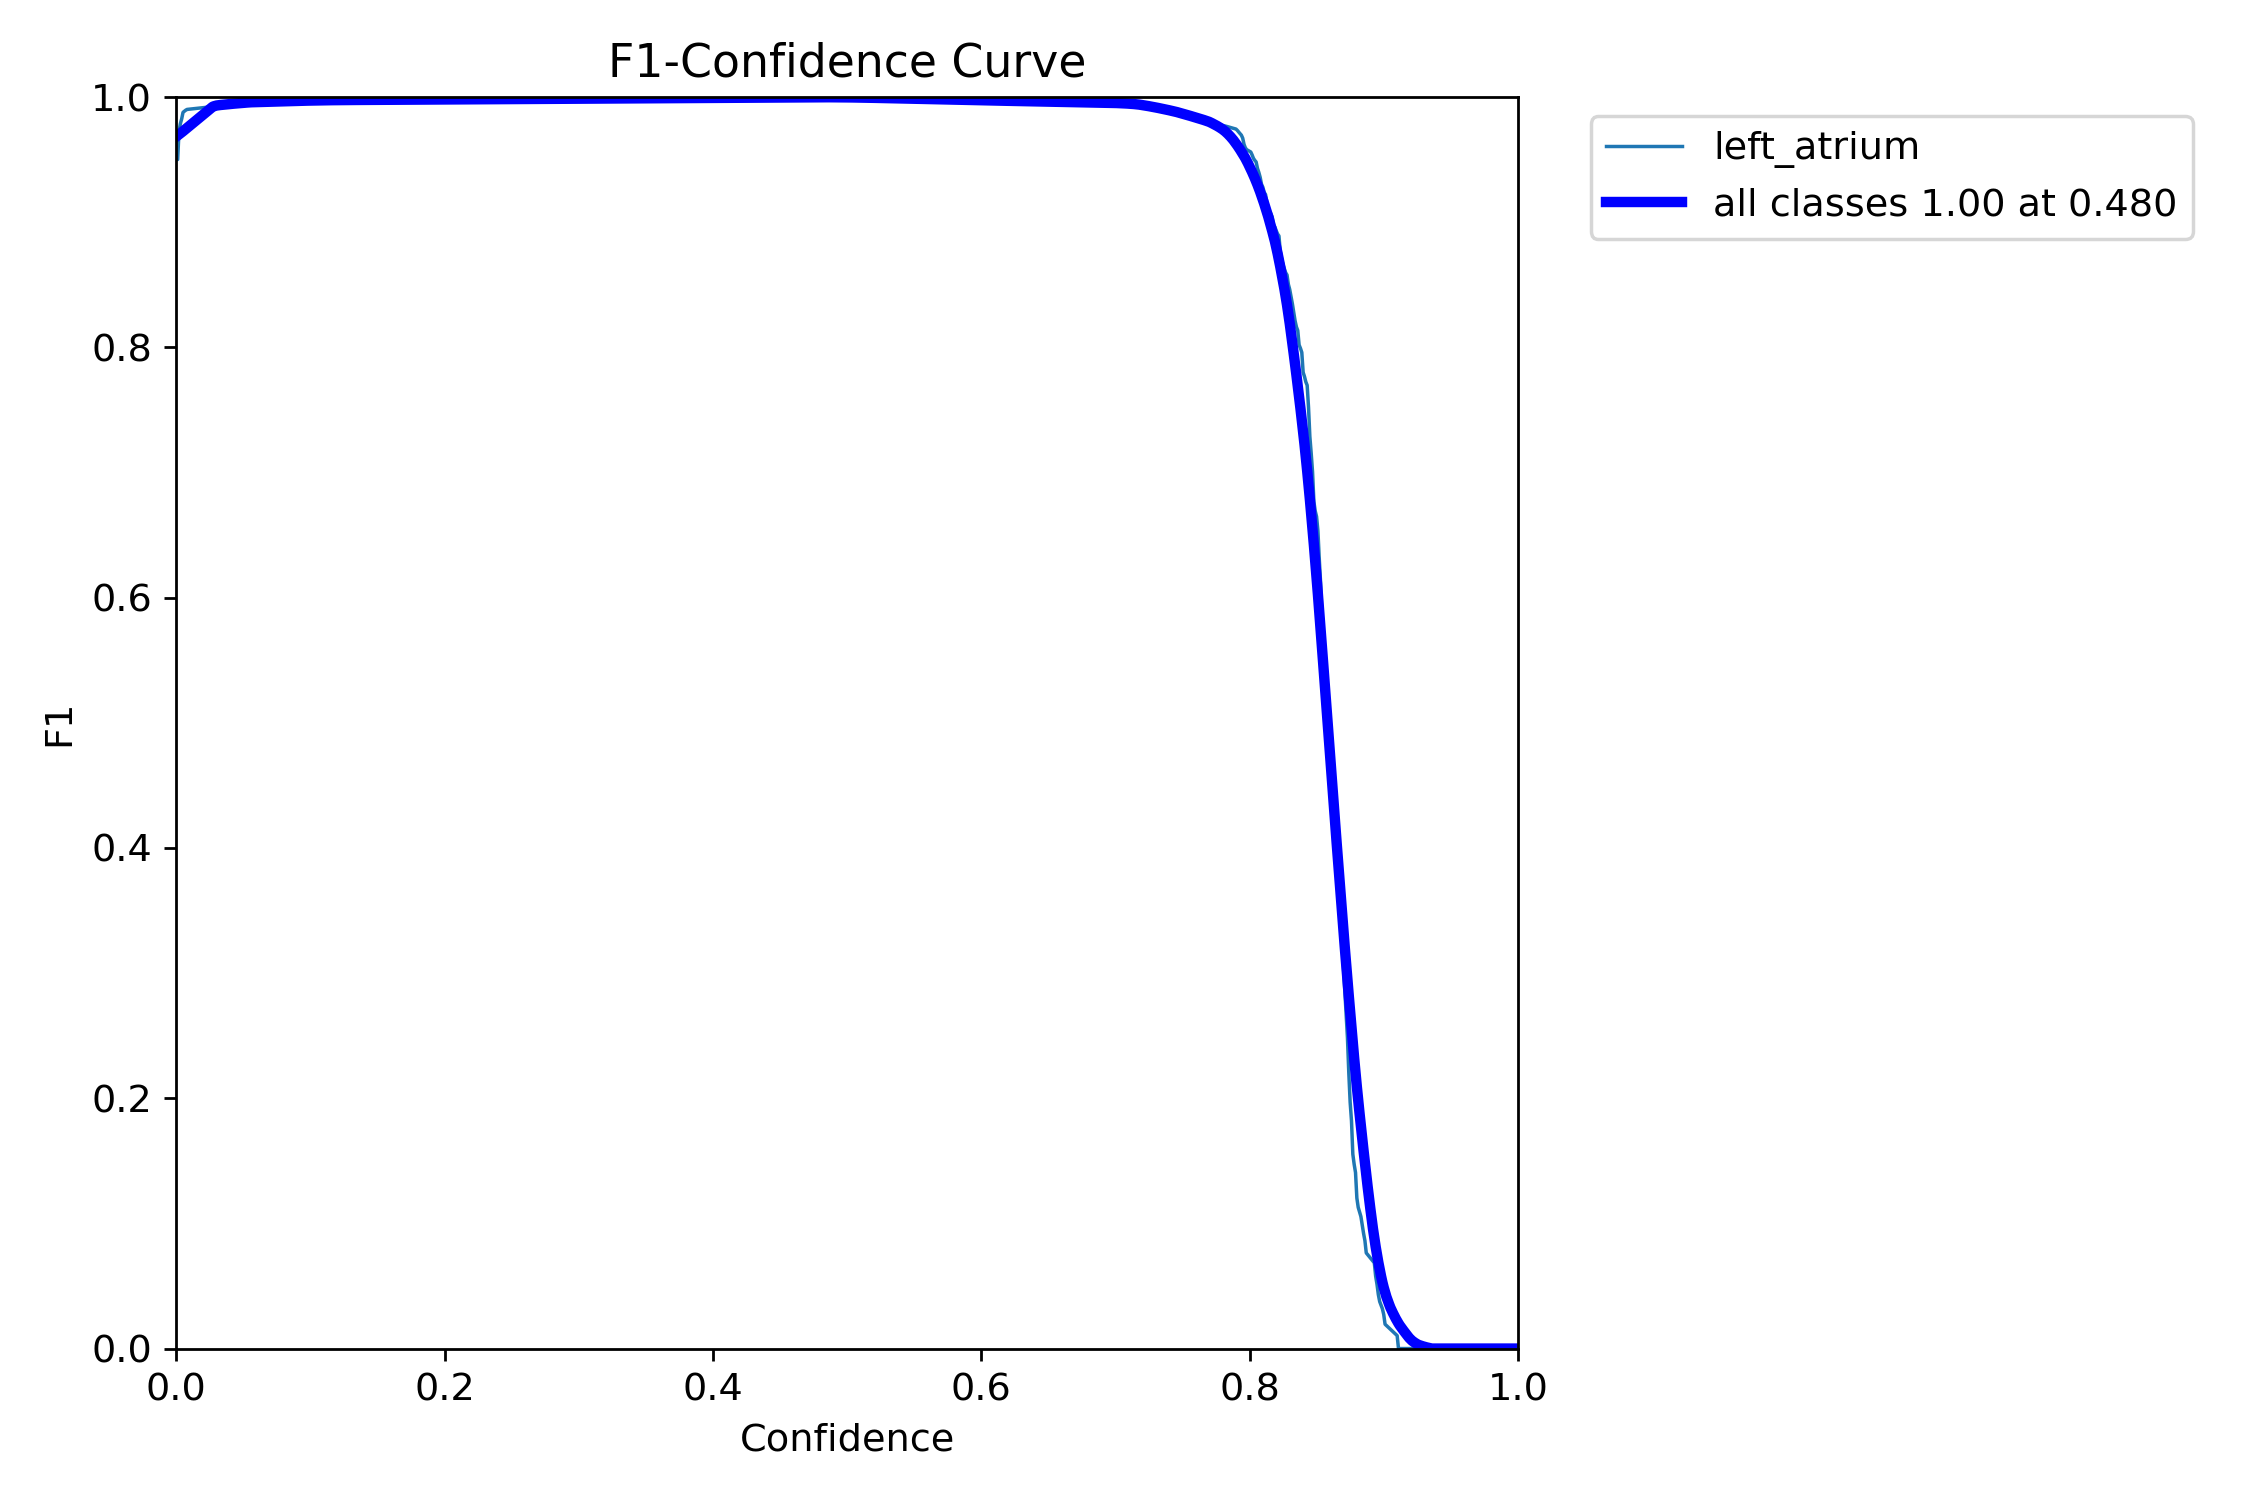 F1-Confidence Curve
1.0
0.8
0.6
0.4
0.2
0.0
F1
0.0 0.2 0.4 0.6 0.8 1.0
Confidence
left_atrium
all classes 1.00 at 0.480